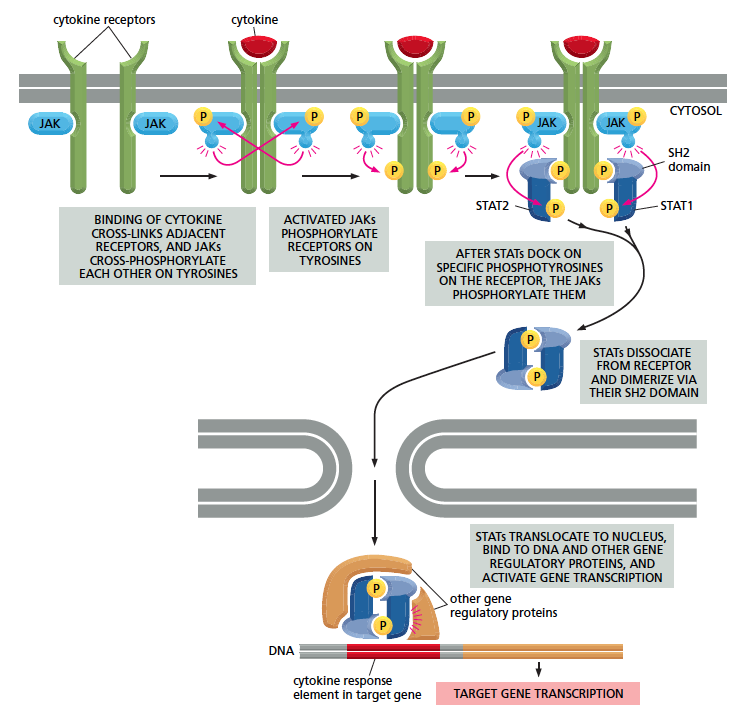 cytokine receptors
cytokine
CYTOSOL
JAK
JAK
P
P
P
P
P
JAK
JAK
P
P
P
P
P
SH2
domain
STAT2
P
P
STAT1
BINDING OF CYTOKINE
CROSS-LINKS ADJACENT
RECEPTORS, AND JAKs
CROSS-PHOSPHORYLATE
EACH OTHER ON TYROSINES
ACTIVATED JAKs
PHOSPHORYLATE
RECEPTORS ON
TYROSINES
AFTER STATs DOCK ON
SPECIFIC PHOSPHOTYROSINES
ON THE RECEPTOR, THE JAKs
PHOSPHORYLATE THEM
P
P
STATs DISSOCIATE
FROM RECEPTOR
AND DIMERIZE VIA
THEIR SH2 DOMAIN
STATs TRANSLOCATE TO NUCLEUS,
BIND TO DNA AND OTHER GENE
REGULATORY PROTEINS, AND
ACTIVATE GENE TRANSCRIPTION
P
P
other gene
regulatory proteins
DNA
cytokine response
element in target gene
TARGET GENE TRANSCRIPTION